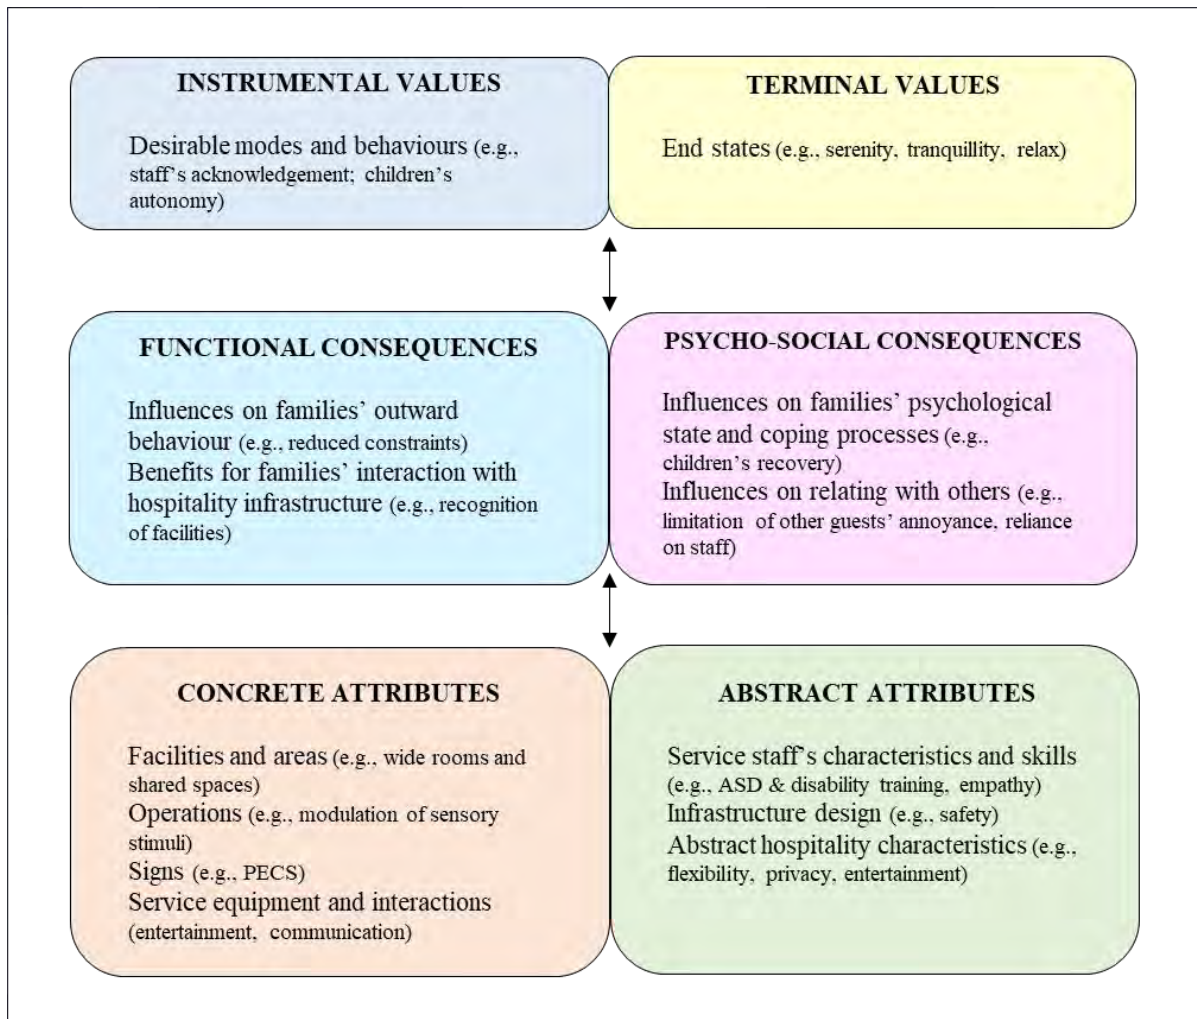 INSTRUMENTAL VALUES
Desirable modes and behaviours (e.g.,
staff's acknowledgement; children's
autonomy)
TERMINAL VALUES
End states (e.g., serenity, tranquillity, relax)
FUNCTIONAL CONSEQUENCES
Influences on families' outward
behaviour (e.g., reduced constraints)
Benefits for families' interaction with
hospitality infrastructure (e.g., recognition
of facilities)
PSYCHO-SOCIAL CONSEQUENCES
Influences on families' psychological
state and coping processes (e.g.,
children's recovery)
Influences on relating with others (e.g.,
limitation of other guests' annoyance, reliance
on staff)
CONCRETE ATTRIBUTES
Facilities and areas (e.g., wide rooms and
shared spaces)
Operations (e.g., modulation of sensory
stimuli)
Signs (e.g., PECS)
Service equipment and interactions
(entertainment, communication)
ABSTRACT ATTRIBUTES
Service staff's characteristics and skills
(e.g., ASD & disability training, empathy)
Infrastructure design (e.g., safety)
Abstract hospitality characteristics (e.g.,
flexibility, privacy, entertainment)